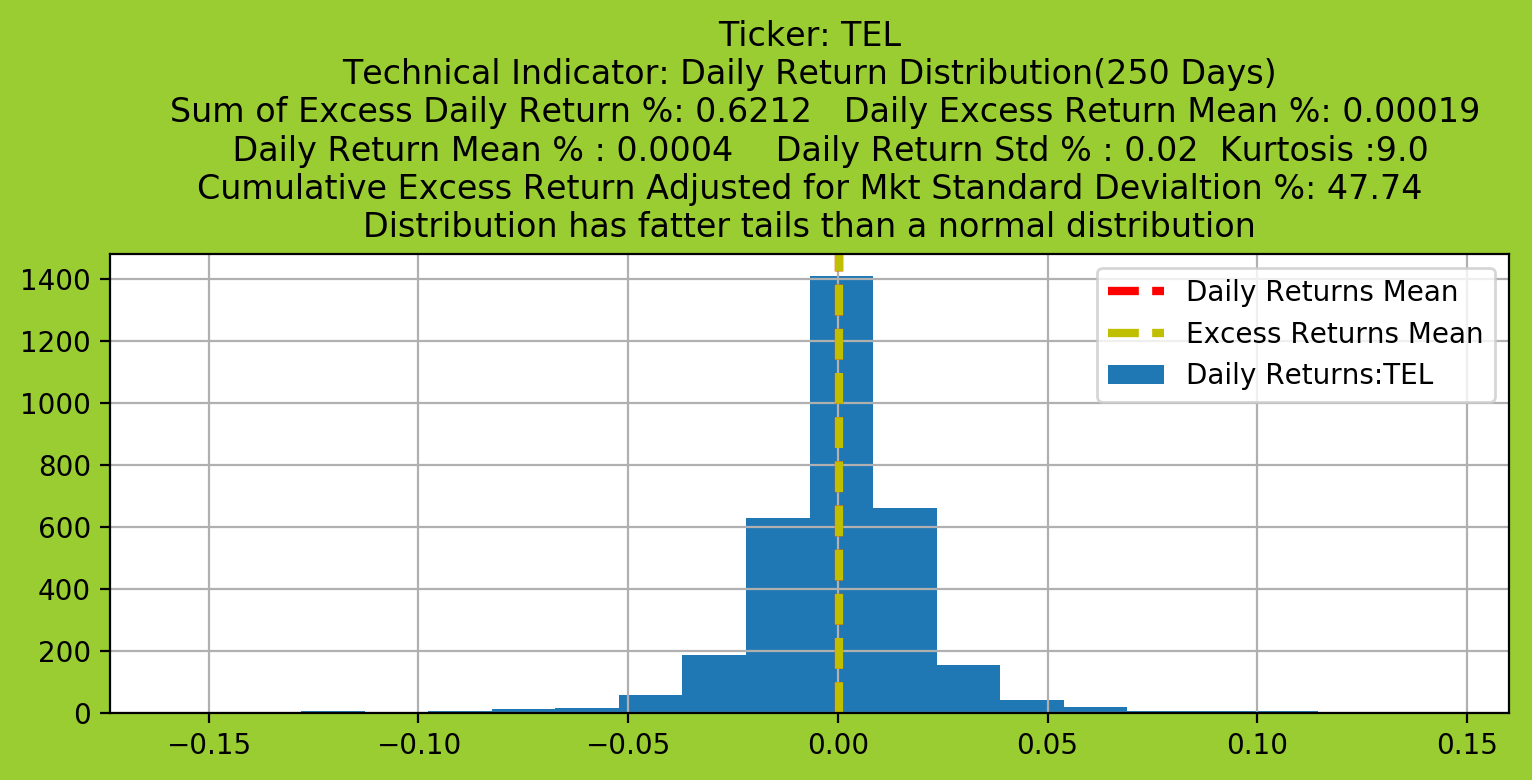 Ticker: TEL
Technical Indicator: Daily Return Distribution(250 Days)
Sum of Excess Daily Return %: 0.6212   Daily Excess Return Mean %: 0.00019
Daily Return Mean % : 0.0004    Daily Return Std % : 0.02  Kurtosis :9.0
Cumulative Excess Return Adjusted for Mkt Standard Devialtion %: 47.74
Distribution has fatter tails than a normal distribution
1400
1200
1000
800
600
400
200
0
Daily Returns Mean
Excess Returns Mean
Daily Returns:TEL
−0.15 −0.10 −0.05 0.00 0.05 0.10 0.15